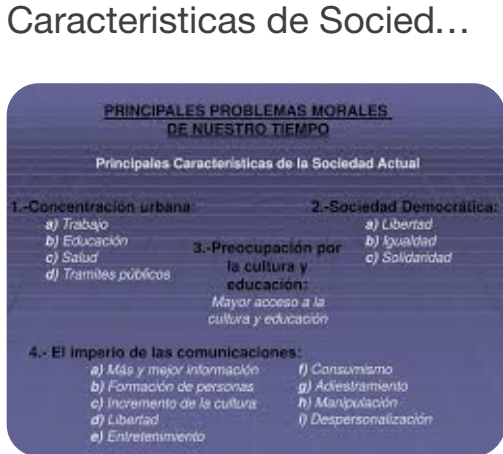 Caracteristicas de Socied...
PRINCIPALES PROBLEMAS MORALES
DE NUESTRO TIEMPO
Principales Características de la Sociedad Actual
1.-Concentración urbana:
a) Trabajo
b) Educación
c) Salud
d) Tramites públicos
2.-Sociedad Democrática:
a) Libertad
b) Igualdad
c) Solidaridad
3.-Preocupación por
la cultura y
educación:
Mayor acceso a la
cultura y educación
4.- El imperio de las comunicaciones:
a) Más y mejor información
b) Formación de personas
c) Incremento de la cultura
d) Libertad
e) Entretenimiento
f) Consumismo
g) Adiestramiento
h) Manipulación
i) Despersonalización